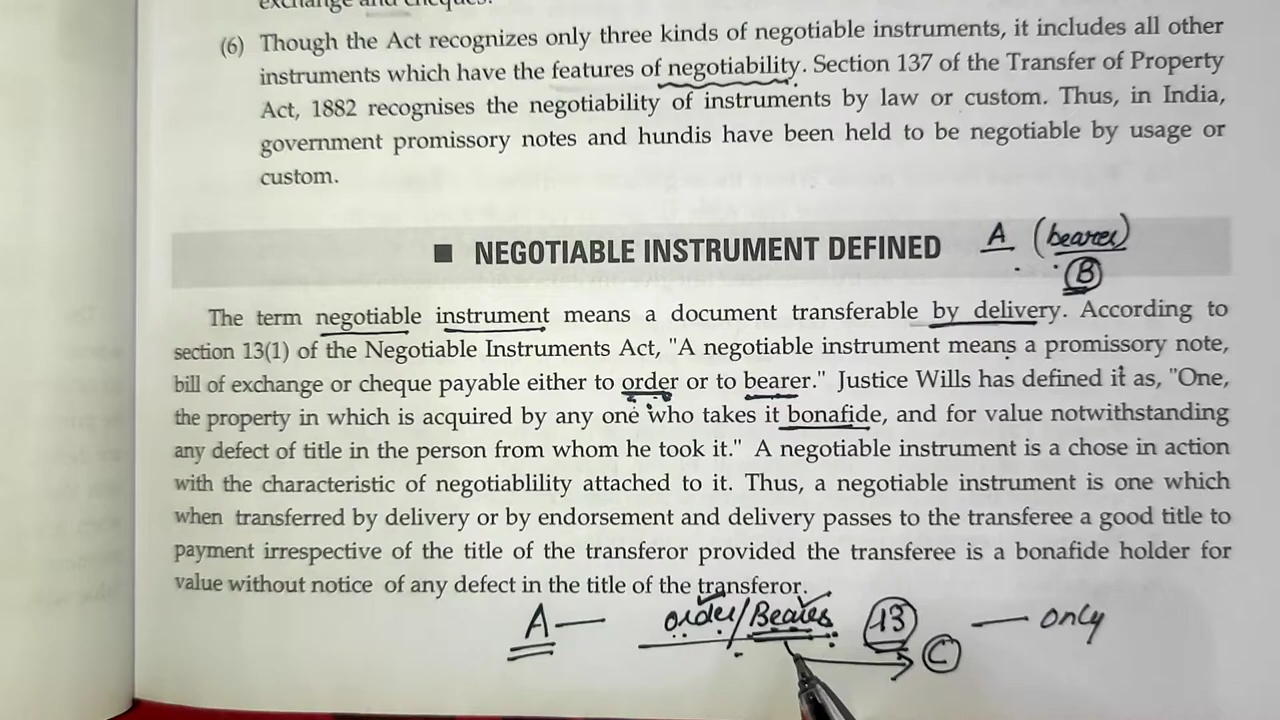 exchange and cheques.
(6) Though the Act recognizes only three kinds of negotiable instruments, it includes all other
instruments which have the features of negotiability. Section 137 of the Transfer of Property
Act, 1882 recognises the negotiability of instruments by law or custom. Thus, in India,
government promissory notes and hundis have been held to be negotiable by usage or
custom.
■ NEGOTIABLE INSTRUMENT DEFINED A (bearer)
B
The term negotiable instrument means a document transferable by delivery. According to
section 13(1) of the Negotiable Instruments Act, "A negotiable instrument means a promissory note,
bill of exchange or cheque payable either to order or to bearer." Justice Wills has defined it as, "One,
the property in which is acquired by any one who takes it bonafide, and for value notwithstanding
any defect of title in the person from whom he took it." A negotiable instrument is a chose in action
with the characteristic of negotiablility attached to it. Thus, a negotiable instrument is one which
when transferred by delivery or by endorsement and delivery passes to the transferee a good title to
payment irrespective of the title of the transferor provided the transferee is a bonafide holder for
value without notice of any defect in the title of the transferor.
A — order/Bearer 13 — only
C